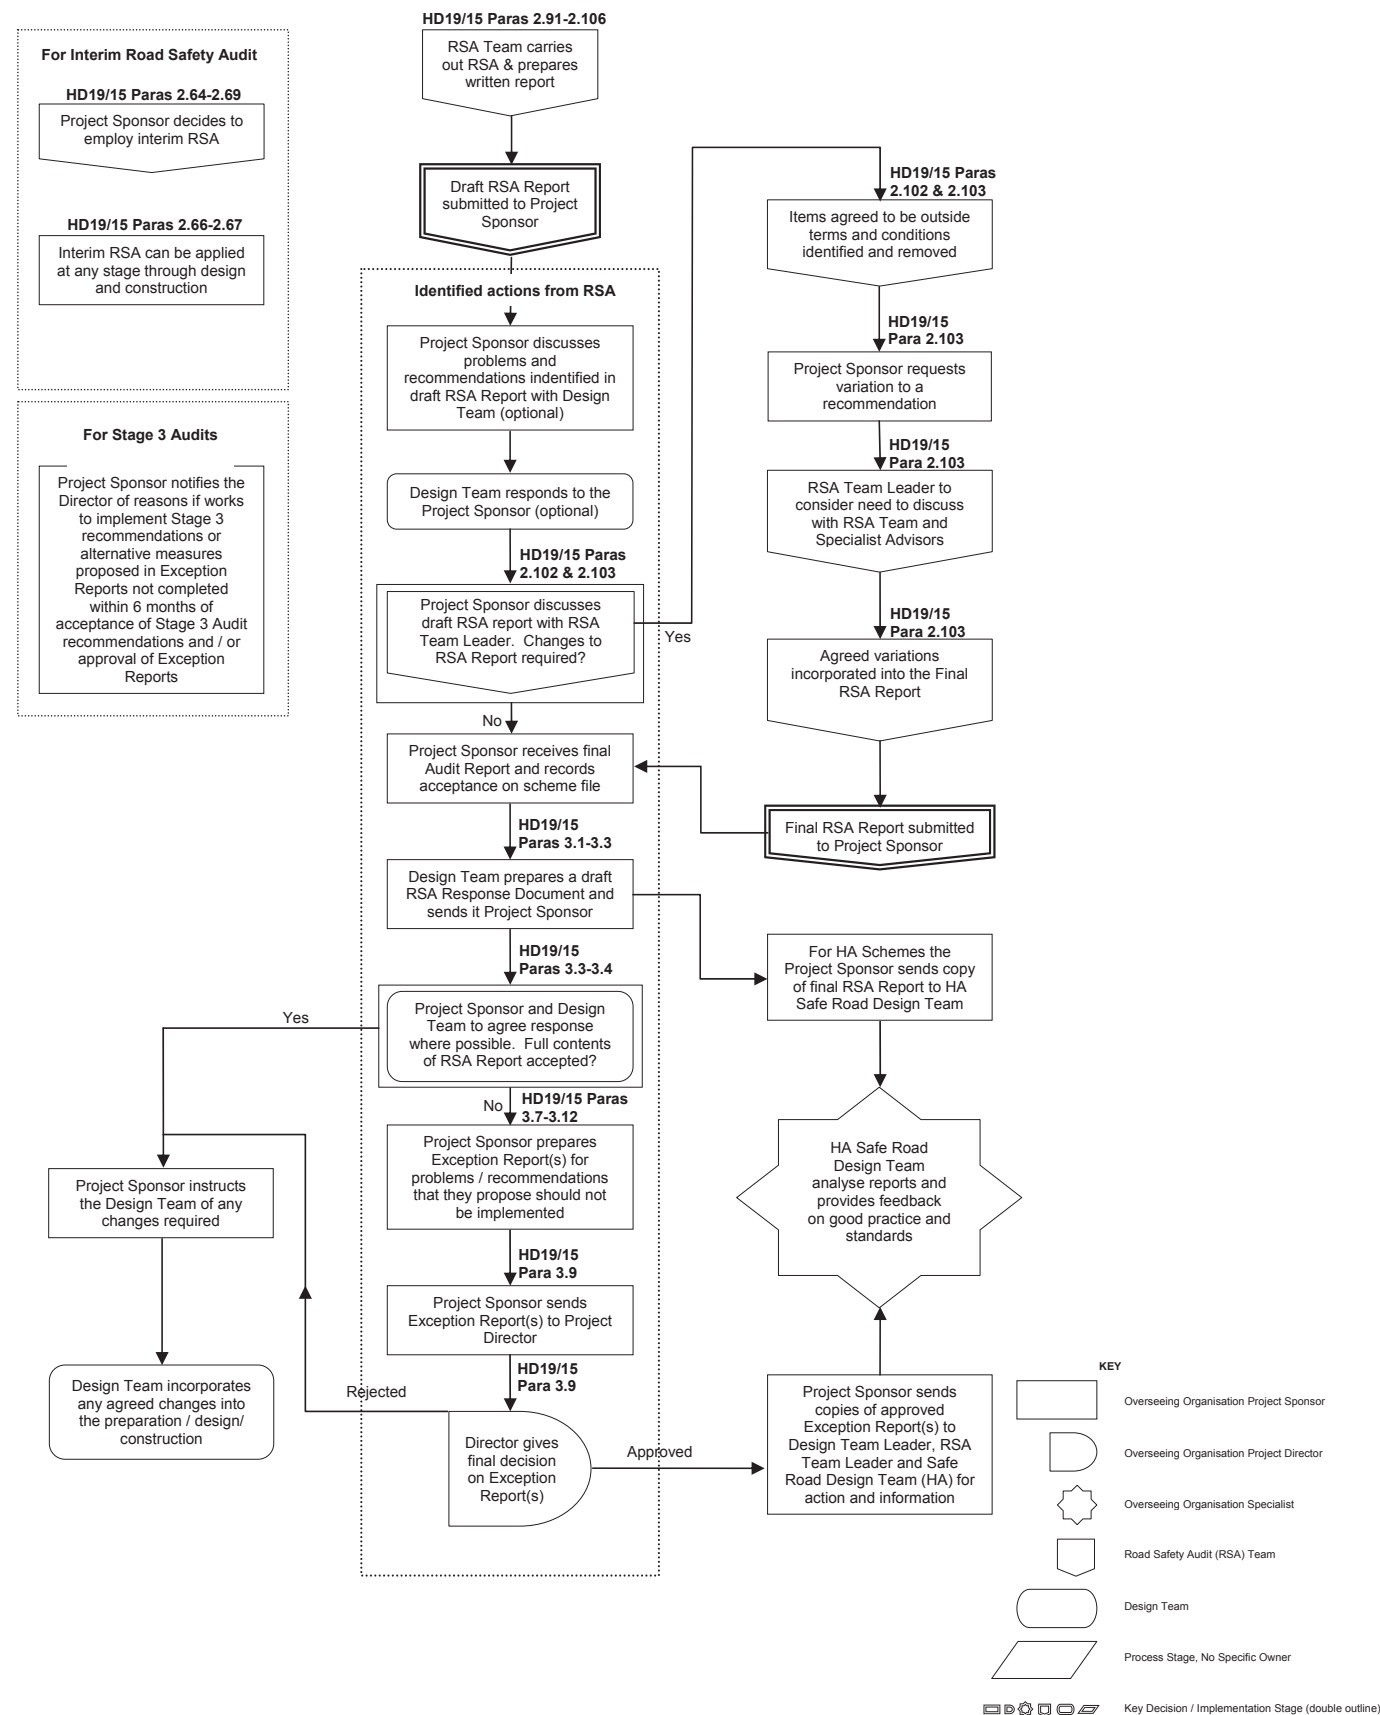 For Interim Road Safety Audit
HD19/15 Paras 2.64-2.69
Project Sponsor decides to
employ interim RSA
HD19/15 Paras 2.66-2.67
Interim RSA can be applied
at any stage through design
and construction
For Stage 3 Audits
Project Sponsor notifies the
Director of reasons if works
to implement Stage 3
recommendations or
alternative measures
proposed in Exception
Reports not completed
within 6 months of
acceptance of Stage 3 Audit
recommendations and / or
approval of Exception
Reports
HD19/15 Paras 2.91-2.106
RSA Team carries
out RSA & prepares
written report
Draft RSA Report
submitted to Project
Sponsor
Identified actions from RSA
Project Sponsor discusses
problems and
recommendations indentified in
draft RSA Report with Design
Team (optional)
Design Team responds to the
Project Sponsor (optional)
HD19/15 Paras
2.102 & 2.103
Project Sponsor discusses
draft RSA report with RSA
Team Leader. Changes to
RSA Report required?
Yes
No
HD19/15 Paras
2.102 & 2.103
Items agreed to be outside
terms and conditions
identified and removed
HD19/15
Para 2.103
Project Sponsor requests
variation to a
recommendation
HD19/15
Para 2.103
RSA Team Leader to
consider need to discuss
with RSA Team and
Specialist Advisors
HD19/15
Para 2.103
Agreed variations
incorporated into the Final
RSA Report
Final RSA Report submitted
to Project Sponsor
Project Sponsor receives final
Audit Report and records
acceptance on scheme file
HD19/15
Paras 3.1-3.3
Design Team prepares a draft
RSA Response Document and
sends it Project Sponsor
HD19/15
Paras 3.3-3.4
For HA Schemes the
Project Sponsor sends copy
of final RSA Report to HA
Safe Road Design Team
Project Sponsor and Design
Team to agree response
where possible. Full contents
of RSA Report accepted?
Yes
No
HD19/15 Paras
3.7-3.12
Project Sponsor prepares
Exception Report(s) for
problems / recommendations
that they propose should not
be implemented
HD19/15
Para 3.9
Project Sponsor sends
Exception Report(s) to Project
Director
HD19/15
Para 3.9
Director gives
final decision
on Exception
Report(s)
Rejected
Approved
Project Sponsor instructs
the Design Team of any
changes required
Design Team incorporates
any agreed changes into
the preparation / design/
construction
HA Safe Road
Design Team
analyse reports and
provides feedback
on good practice and
standards
Project Sponsor sends
copies of approved
Exception Report(s) to
Design Team Leader, RSA
Team Leader and Safe
Road Design Team (HA) for
action and information
KEY
Overseeing Organisation Project Sponsor
Overseeing Organisation Project Director
Overseeing Organisation Specialist
Road Safety Audit (RSA) Team
Design Team
Process Stage, No Specific Owner
Key Decision / Implementation Stage (double outline)